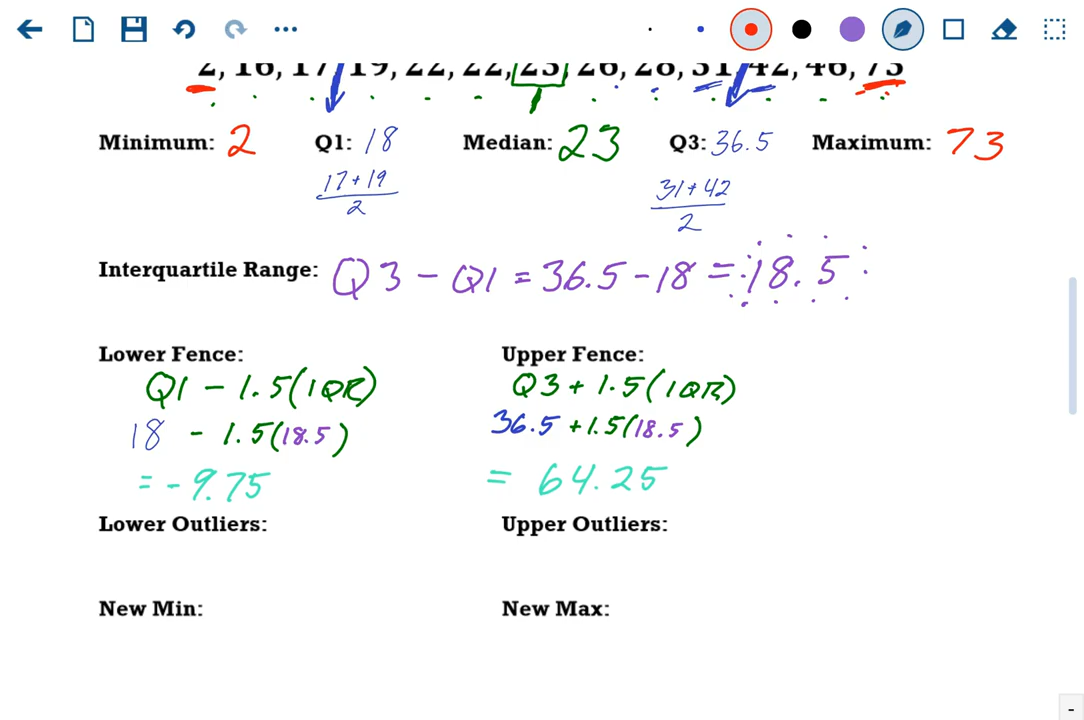 2, 16, 17, 19, 22, 22, 23, 26, 28, 31, 42, 46, 73
Minimum: 2 Q1: 18 Median: 23 Q3: 36.5 Maximum: 73
17 + 19 31 + 42
2 2
Interquartile Range: Q3 - Q1 = 36.5 - 18 = 18.5
Lower Fence: Upper Fence:
Q1 - 1.5(IQR) Q3 + 1.5(IQR)
18 - 1.5(18.5) 36.5 + 1.5(18.5)
= -9.75 = 64.25
Lower Outliers: Upper Outliers:
New Min: New Max: